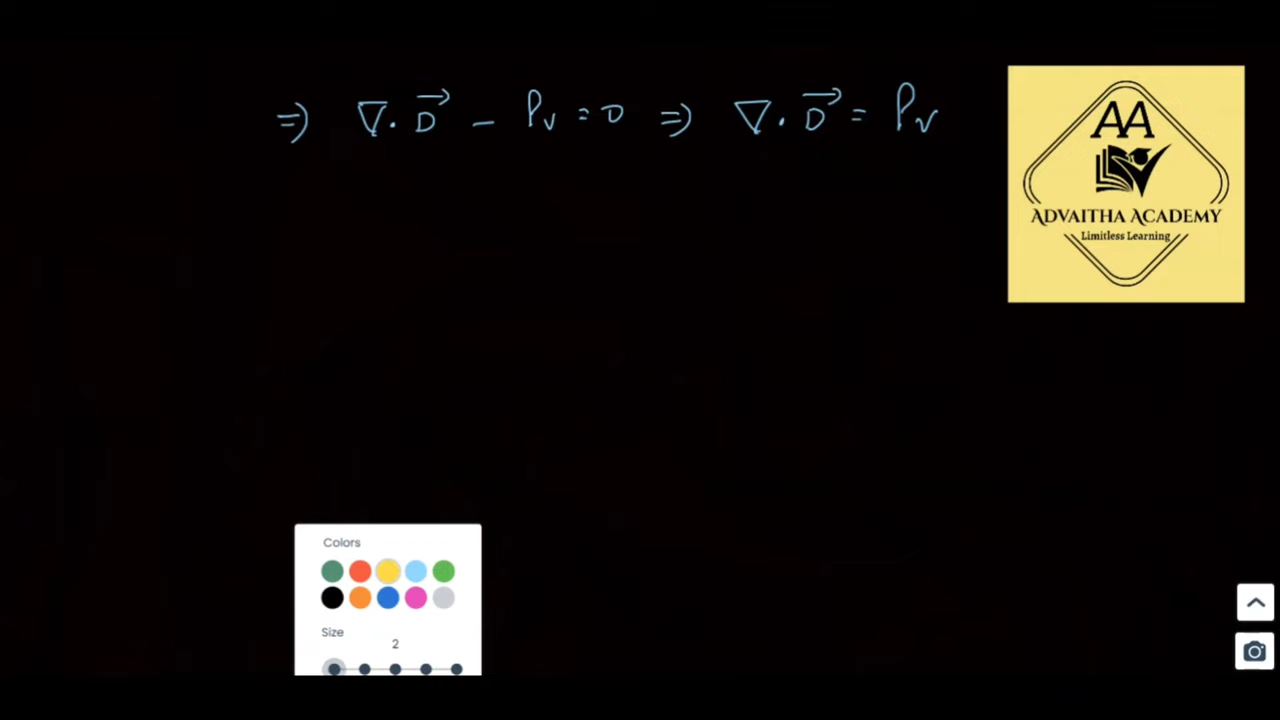 ⇒ ∇. D⃗ - ρv = 0 ⇒ ∇. D⃗ = ρv
AA
ADVAITHA ACADEMY
Limitless Learning
Colors
Size
2